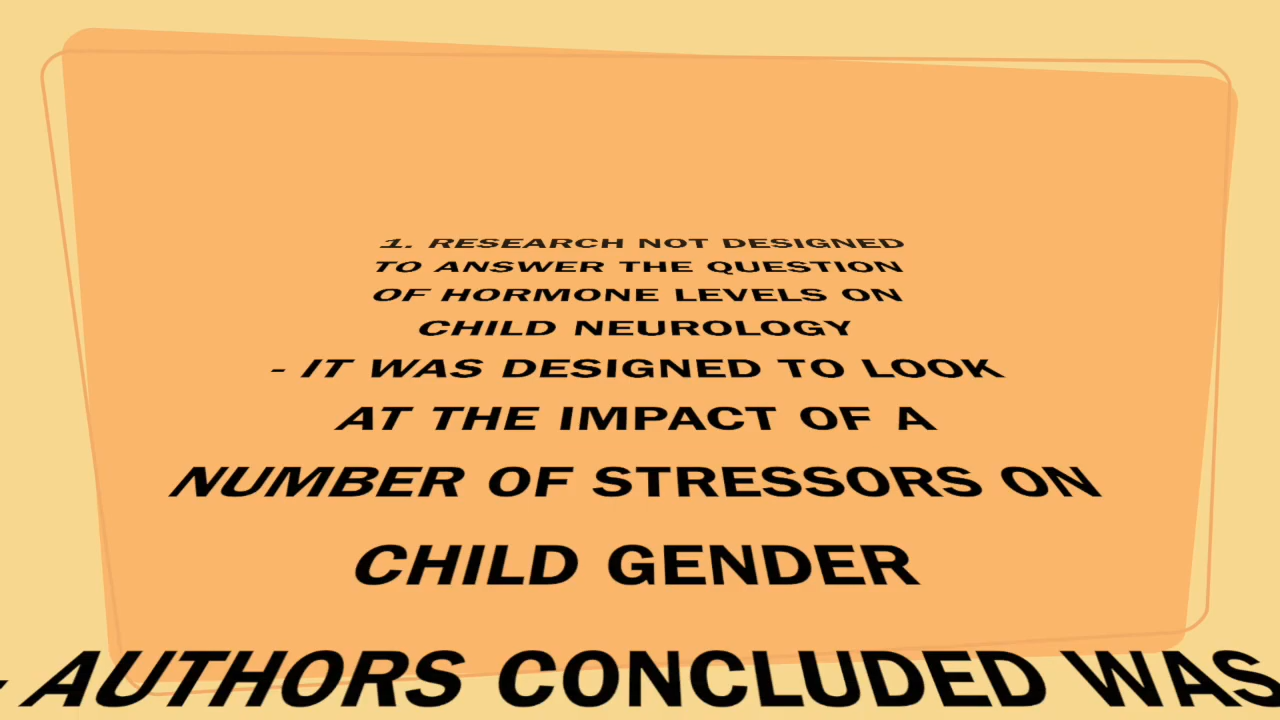 1. RESEARCH NOT DESIGNED
TO ANSWER THE QUESTION
OF HORMONE LEVELS ON
CHILD NEUROLOGY
- IT WAS DESIGNED TO LOOK
AT THE IMPACT OF A
NUMBER OF STRESSORS ON
CHILD GENDER
- AUTHORS CONCLUDED WAS